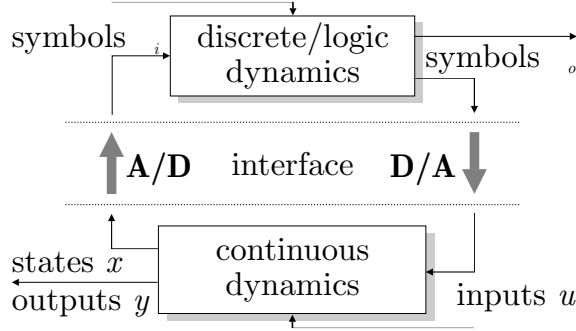 symbols i
discrete/logic
dynamics
symbols o
A/D
interface
D/A
states x
outputs y
continuous
dynamics
inputs u